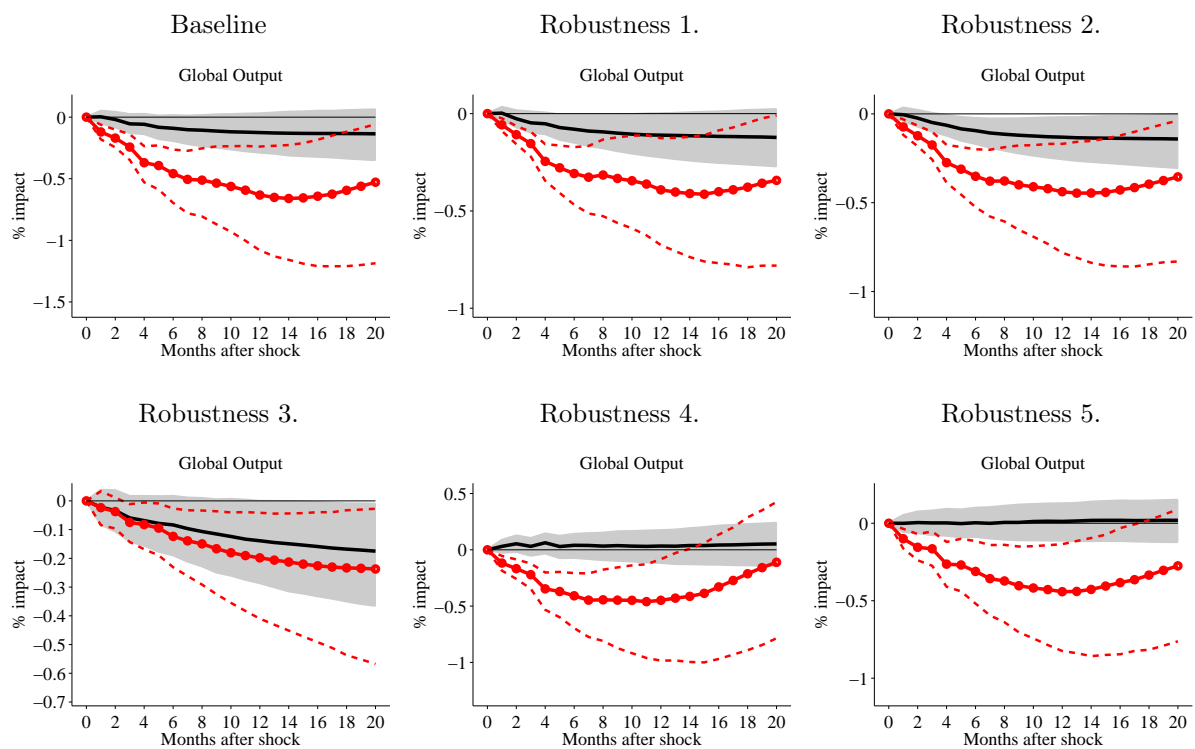 Baseline
Global Output
% impact
0
−0.5
−1
−1.5
0 2 4 6 8 10 12 14 16 18 20
Months after shock
Robustness 1.
Global Output
% impact
0
−0.5
−1
0 2 4 6 8 10 12 14 16 18 20
Months after shock
Robustness 2.
Global Output
% impact
0
−0.5
−1
0 2 4 6 8 10 12 14 16 18 20
Months after shock
Robustness 3.
Global Output
% impact
0
−0.1
−0.2
−0.3
−0.4
−0.5
−0.6
−0.7
0 2 4 6 8 10 12 14 16 18 20
Months after shock
Robustness 4.
Global Output
% impact
0.5
0
−0.5
−1
0 2 4 6 8 10 12 14 16 18 20
Months after shock
Robustness 5.
Global Output
% impact
0
−0.5
−1
0 2 4 6 8 10 12 14 16 18 20
Months after shock